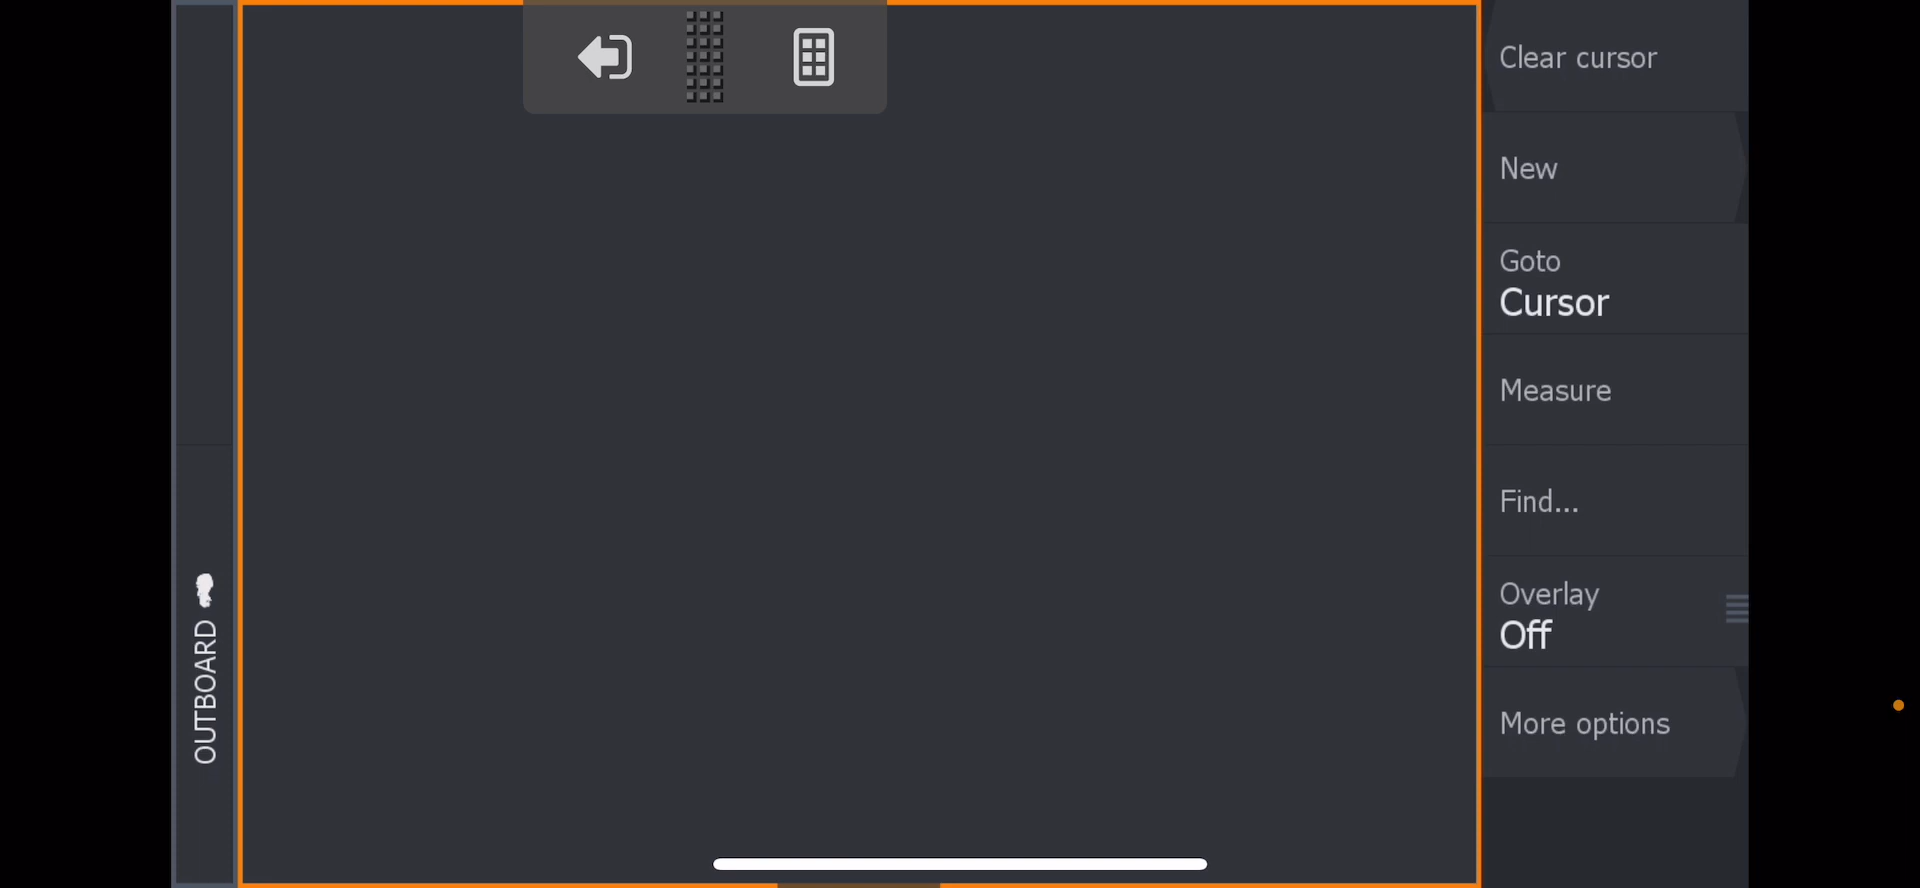 Clear cursor
New
Goto
Cursor
Measure
Find...
Overlay
Off
More options
OUTBOARD